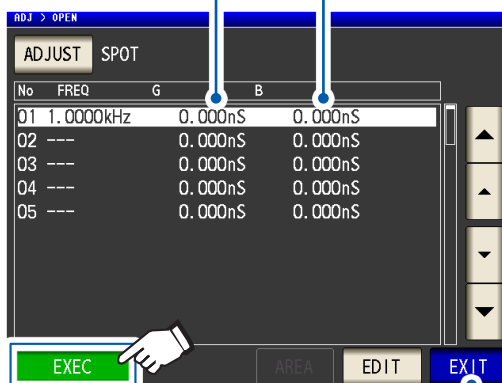 ADJ > OPEN
ADJUST SPOT
No FREQ G B
01 1.0000kHz 0.000nS 0.000nS
02 --- 0.000nS 0.000nS
03 --- 0.000nS 0.000nS
04 --- 0.000nS 0.000nS
05 --- 0.000nS 0.000nS
EXEC AREA EDIT EXIT